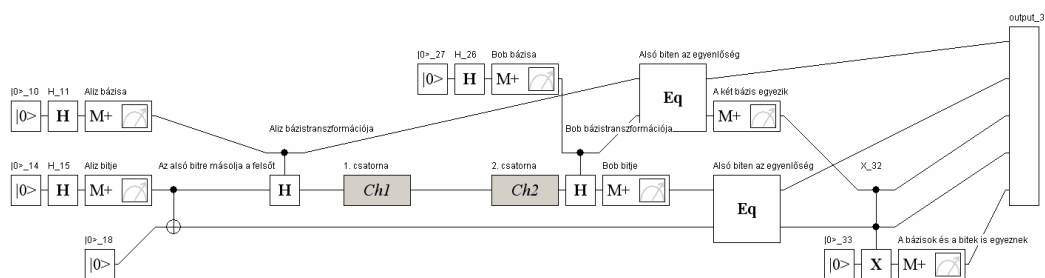 output_3
|0>_27 H_26 Bob bázisa Alsó biten az egyenlőség
|0> H M+ Eq
|0>_10 H_11 Aliz bázisa A két bázis egyezik
|0> H M+ M+
Aliz bázistranszformációja Bob bázistranszformációja
|0>_14 H_15 Aliz bitje Az alsó bitre másolja a felsőt 1. csatorna 2. csatorna Bob bitje Alsó biten az egyenlőség X_32
|0> H M+ H Ch1 Ch2 H M+ Eq
|0>_18 |0>_33 A bázisok és a bitek is egyeznek
|0> |0> X M+